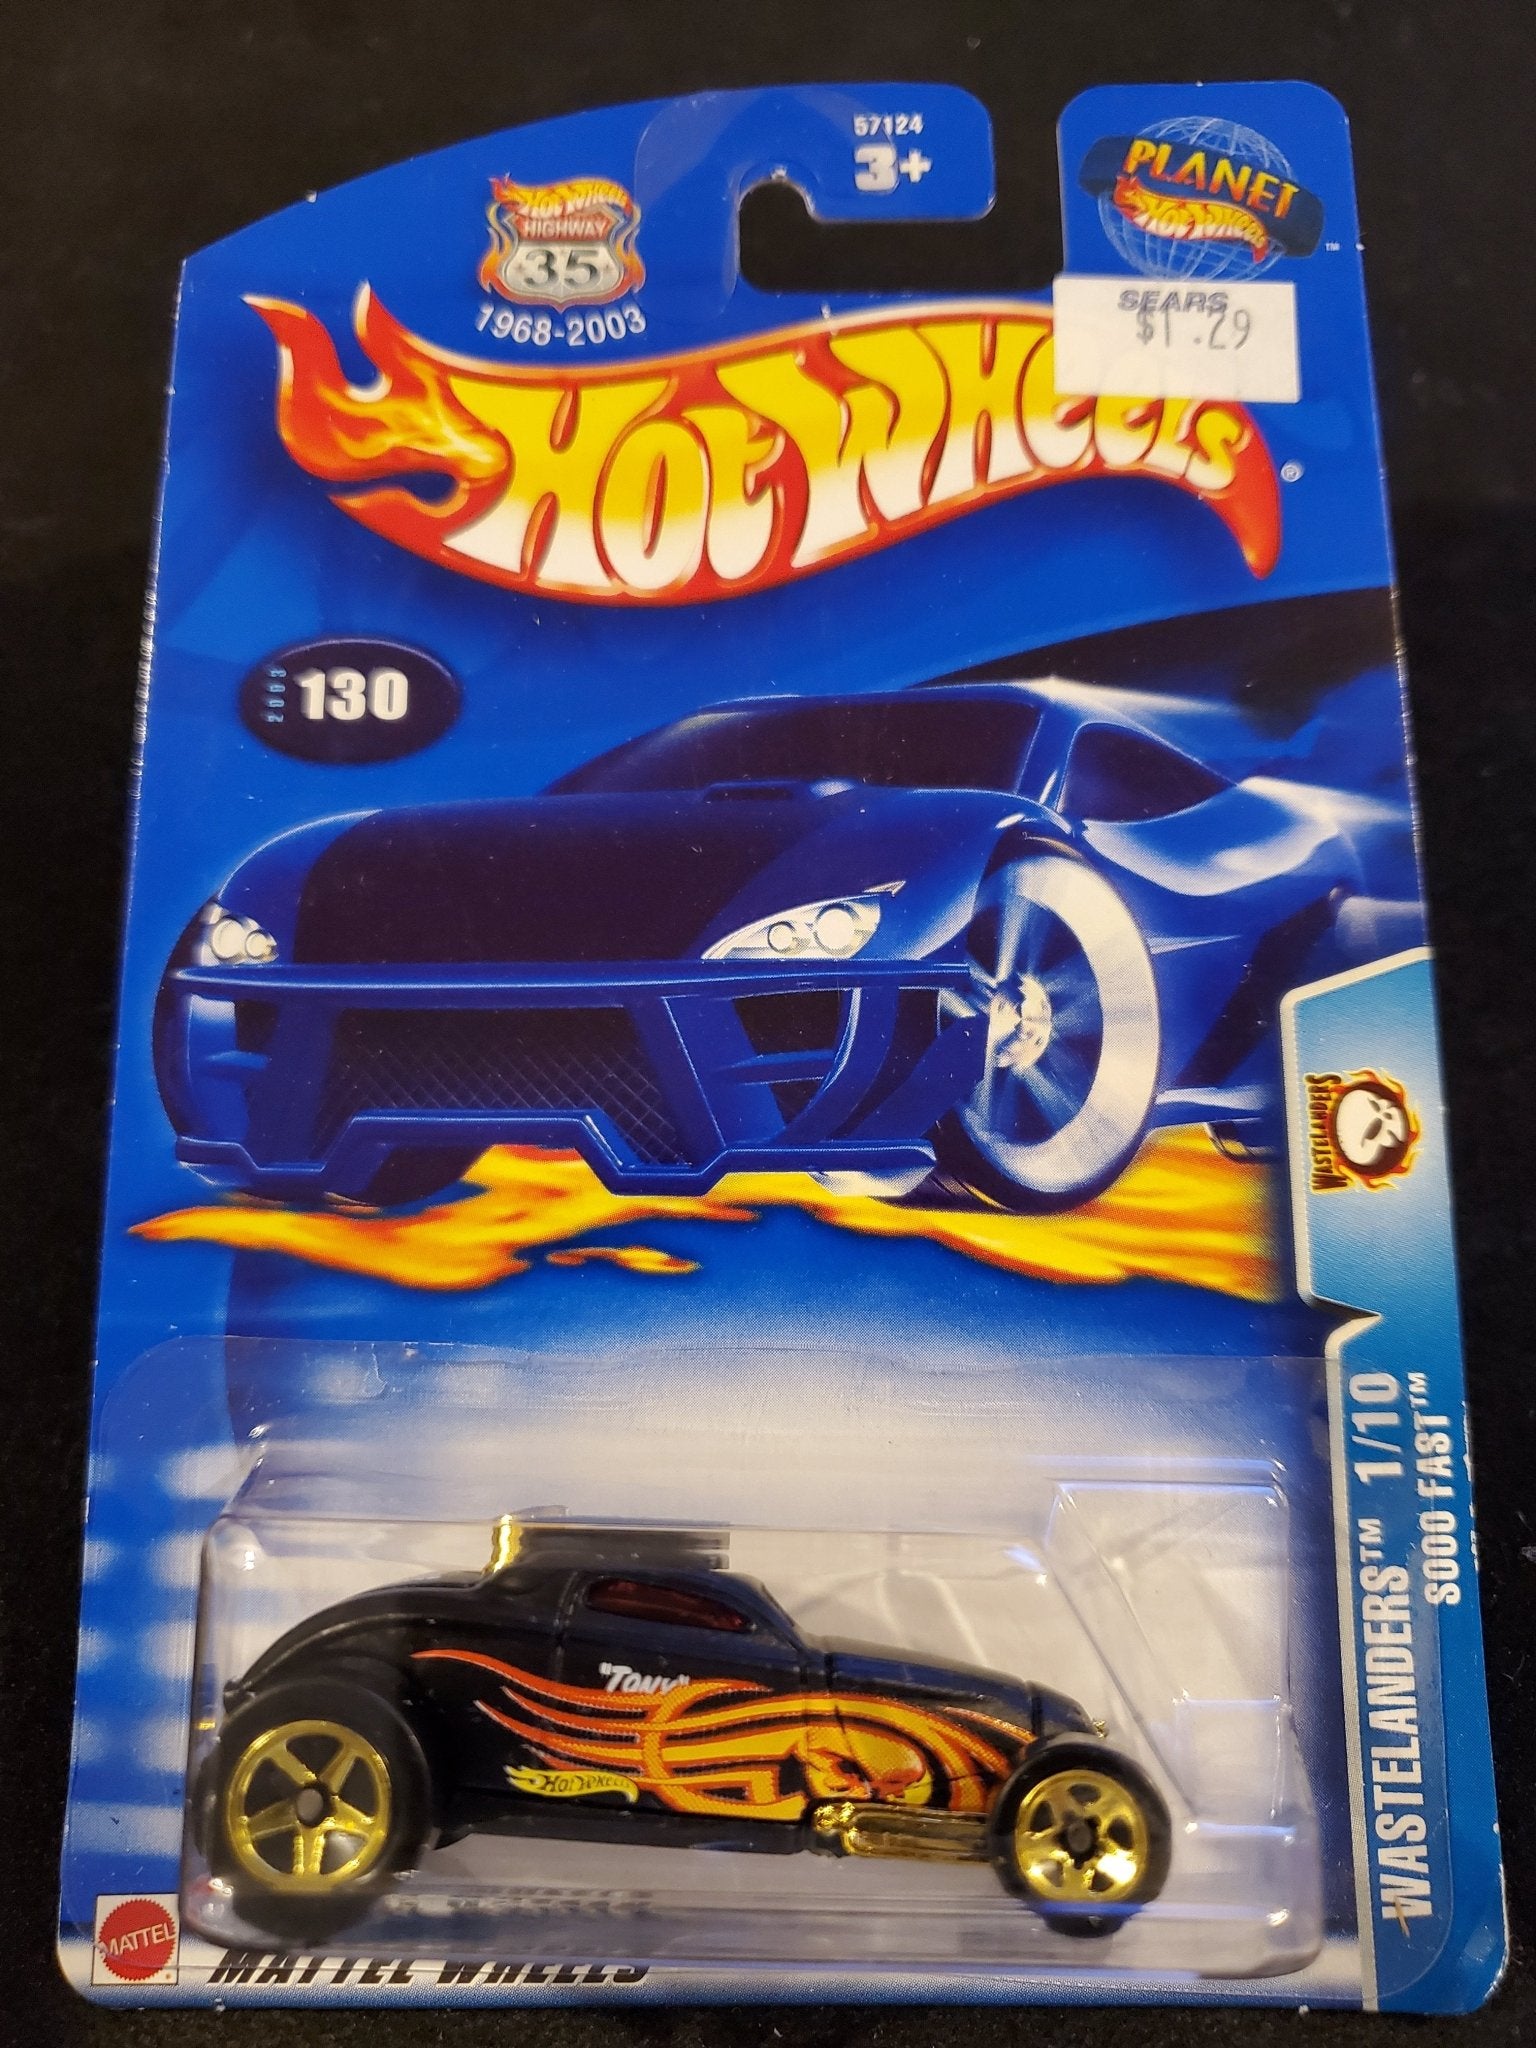 57124
3+
PLANET
HOT WHEELS
™
HOT WHEELS
HIGHWAY
35
1968-2003
SEARS
$1.29
HOT WHEELS
®
2003
130
WASTELANDERS
WASTELANDERS™ 1/10
SOOO FAST™
"TONY"
HOT WHEELS
MATTEL
®
MATTEL WHEELS